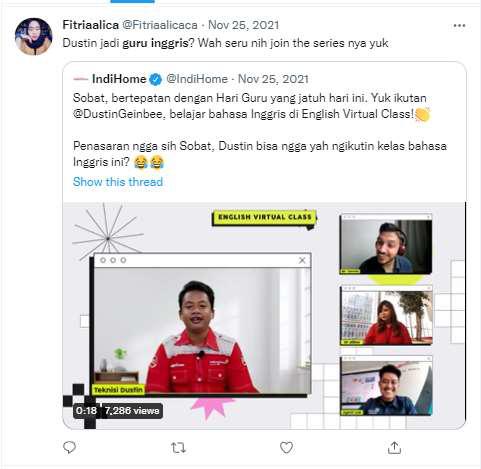 Fitriaalica @Fitriaalicaca · Nov 25, 2021
Dustin jadi guru inggris? Wah seru nih join the series nya yuk
IndiHome @IndiHome · Nov 25, 2021
Sobat, bertepatan dengan Hari Guru yang jatuh hari ini. Yuk ikutan
@DustinGeinbee, belajar bahasa Inggris di English Virtual Class!👏
Penasaran ngga sih Sobat, Dustin bisa ngga yah ngikutin kelas bahasa
Inggris ini? 😂😂
Show this thread
ENGLISH VIRTUAL CLASS
Teknisi Dustin
0:18 7,286 views